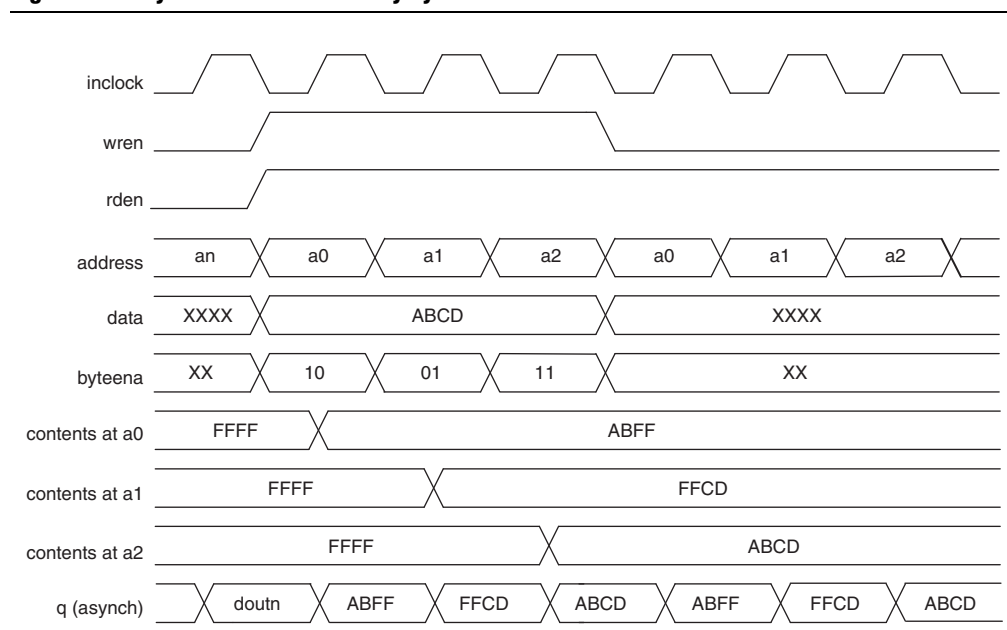 inclock
wren
rden
address an a0 a1 a2 a0 a1 a2
data XXXX ABCD XXXX
byteena XX 10 01 11 XX
contents at a0 FFFF ABFF
contents at a1 FFFF FFCD
contents at a2 FFFF ABCD
q (asynch) doutn ABFF FFCD ABCD ABFF FFCD ABCD